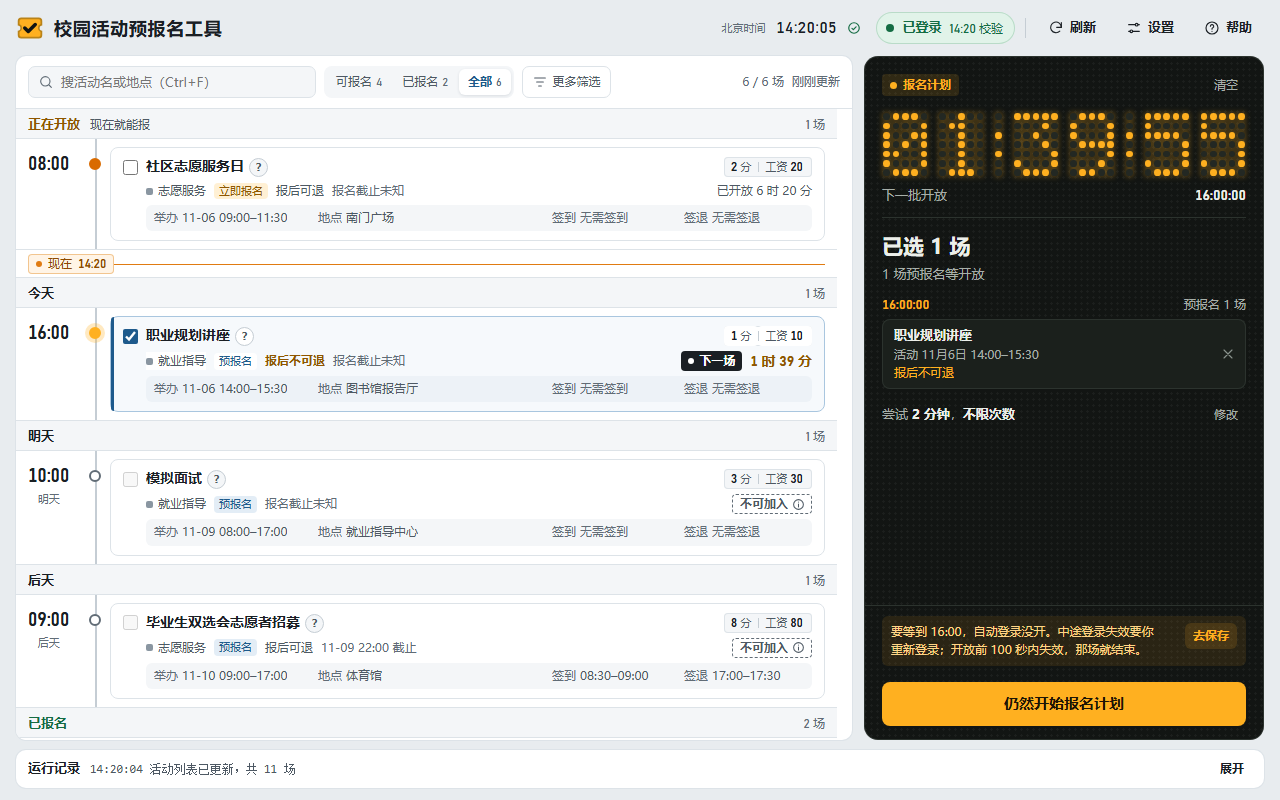 校园活动预报名工具
北京时间 14:20:05
已登录 14:20 校验
刷新
设置
帮助
搜活动名或地点（Ctrl+F）
可报名 4
已报名 2
全部 6
更多筛选
6 / 6 场 刚刚更新
正在开放 现在就能报
1 场
08:00
社区志愿服务日 ?
2 分 工资 20
志愿服务 立即报名 报后可退 报名截止未知
已开放 6 时 20 分
举办 11-06 09:00–11:30 地点 南门广场 签到 无需签到 签退 无需签退
现在 14:20
今天
1 场
16:00
职业规划讲座 ?
1 分 工资 10
就业指导 预报名 报后不可退 报名截止未知
下一场 1 时 39 分
举办 11-06 14:00–15:30 地点 图书馆报告厅 签到 无需签到 签退 无需签退
明天
1 场
10:00
明天
模拟面试 ?
3 分 工资 30
就业指导 预报名 报名截止未知
不可加入
举办 11-09 08:00–17:00 地点 就业指导中心 签到 无需签到 签退 无需签退
后天
1 场
09:00
后天
毕业生双选会志愿者招募 ?
8 分 工资 80
志愿服务 预报名 报后可退 11-09 22:00 截止
不可加入
举办 11-10 09:00–17:00 地点 体育馆 签到 08:30–09:00 签退 17:00–17:30
已报名
2 场
报名计划
清空
01:39:55
下一批开放
16:00:00
已选 1 场
1 场预报名等开放
16:00:00
预报名 1 场
职业规划讲座
活动 11月6日 14:00–15:30
报后不可退
尝试 2 分钟，不限次数
修改
要等到 16:00，自动登录没开。中途登录失效要你
重新登录；开放前 100 秒内失效，那场就结束。
去保存
仍然开始报名计划
运行记录 14:20:04 活动列表已更新，共 11 场
展开